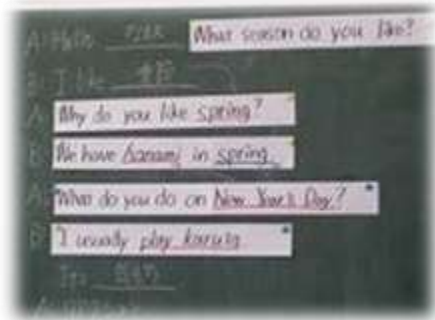 A: Hello What season do you like?
B: I like
A: Why do you like spring?
B: We have hanami in spring.
A: What do you do on New Year's Day?
B: I usually play karuta